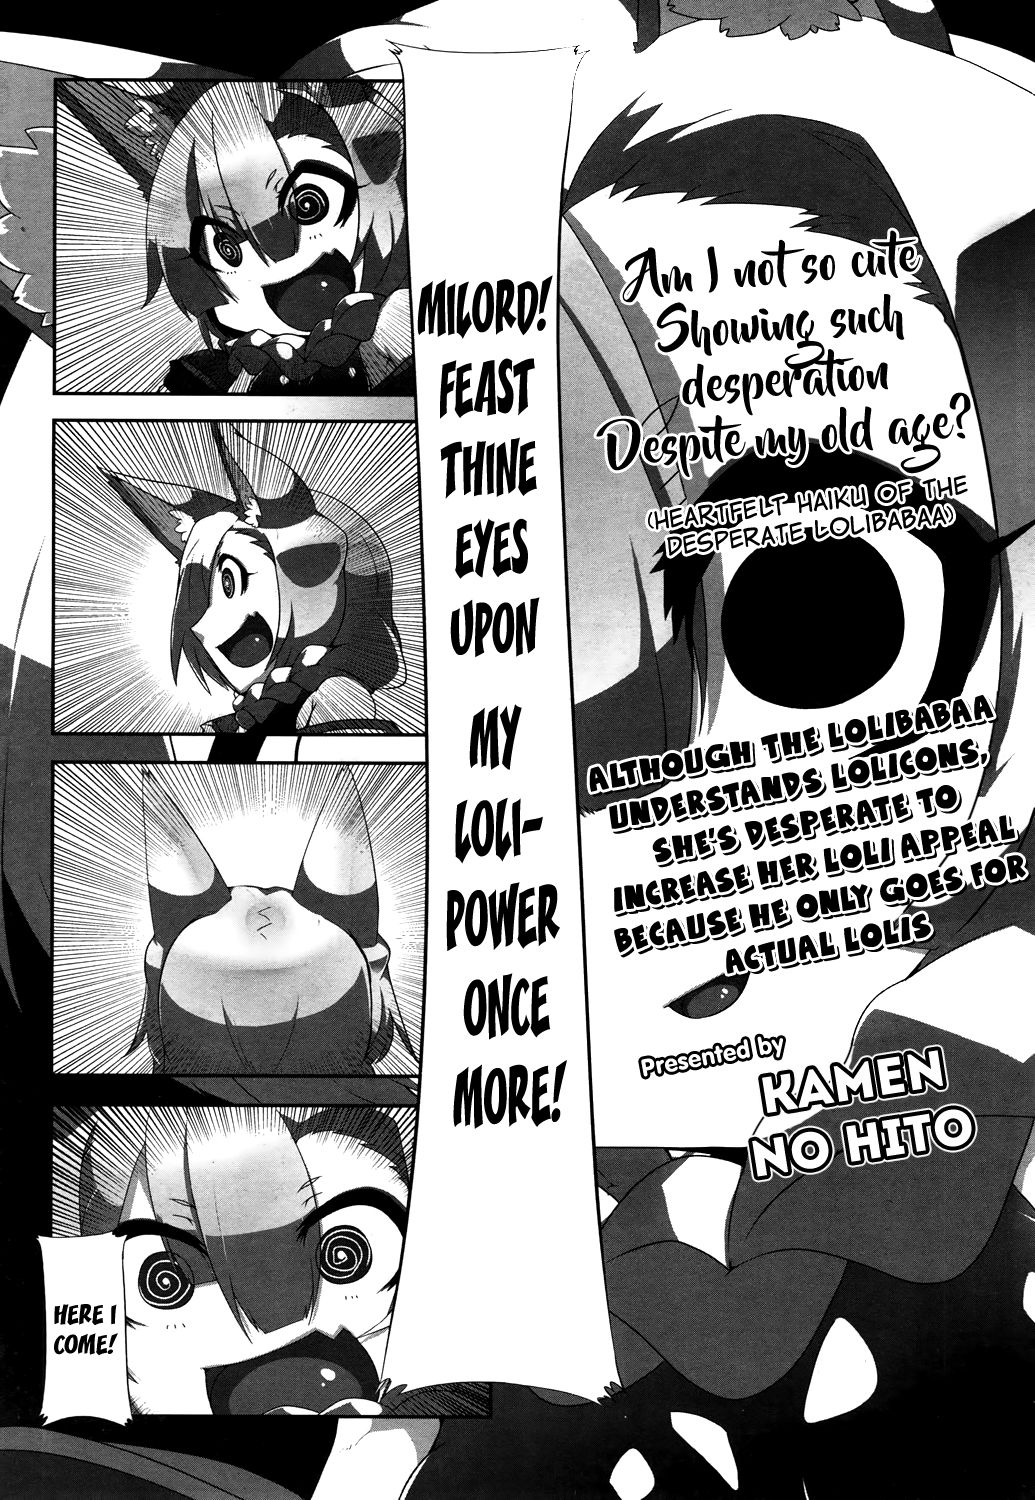 Am I not so cute
Showing such
desperation
Despite my old age?
(HEARTFELT HAIKU OF THE
DESPERATE LOLIBABAA)
ALTHOUGH THE LOLIBABAA
UNDERSTANDS LOLICONS,
SHE'S DESPERATE TO
INCREASE HER LOLI APPEAL
BECAUSE HE ONLY GOES FOR
ACTUAL LOLIS
Presented by
KAMEN
NO HITO
MILORD!
FEAST
THINE
EYES
UPON
MY
LOLI-
POWER
ONCE
MORE!
HERE I
COME!